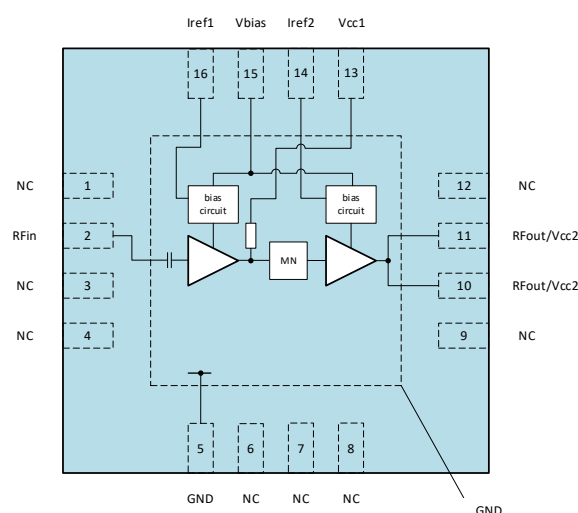 Iref1 Vbias Iref2 Vcc1
16 15 14 13
NC 1 12 NC
bias circuit bias circuit
RFin 2 11 RFout/Vcc2
MN
NC 3 10 RFout/Vcc2
NC 4 9 NC
5 6 7 8
GND NC NC NC
GND